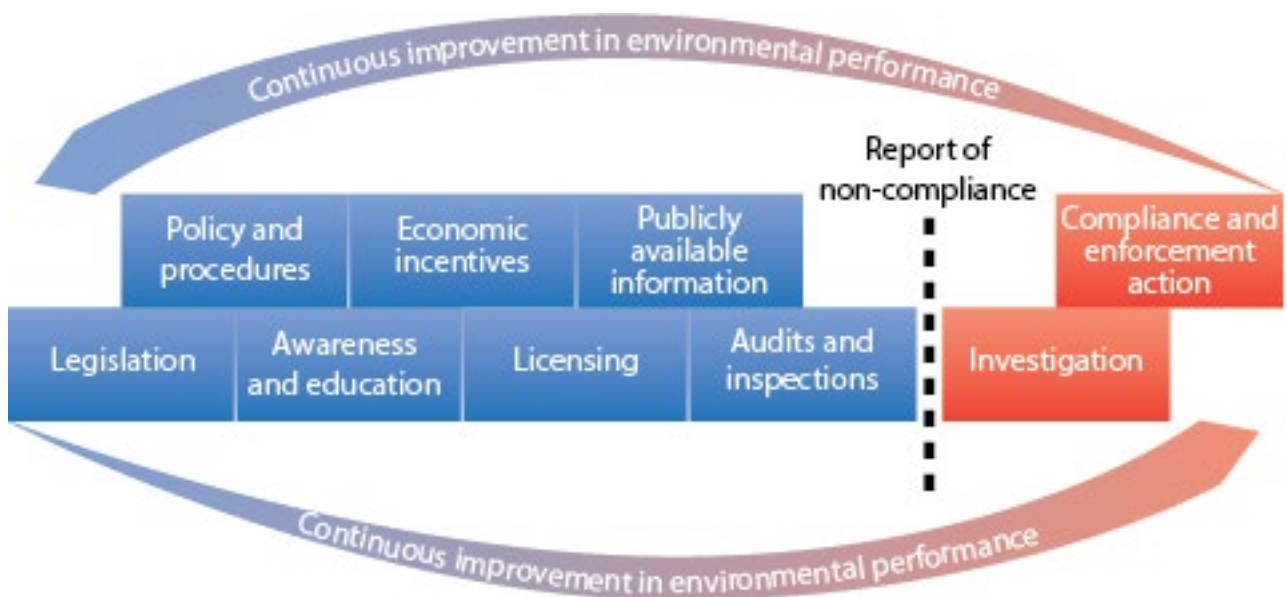 Continuous improvement in environmental performance
Report of
non-compliance
Policy and
procedures
Economic
incentives
Publicly
available
information
Compliance and
enforcement
action
Legislation
Awareness
and education
Licensing
Audits and
inspections
Investigation
Continuous improvement in environmental performance